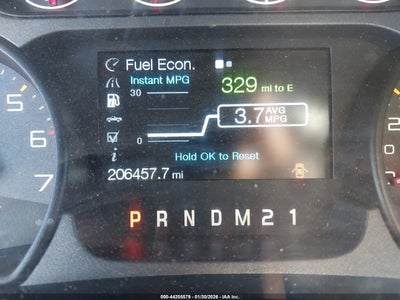 Fuel Econ.
Instant MPG
30
329 mi to E
3.7 AVG MPG
0
Hold OK to Reset
i
206457.7 mi
P R N D M 2 1
5
6
7
000-44205579 - 01/30/2026 - IAA Inc.